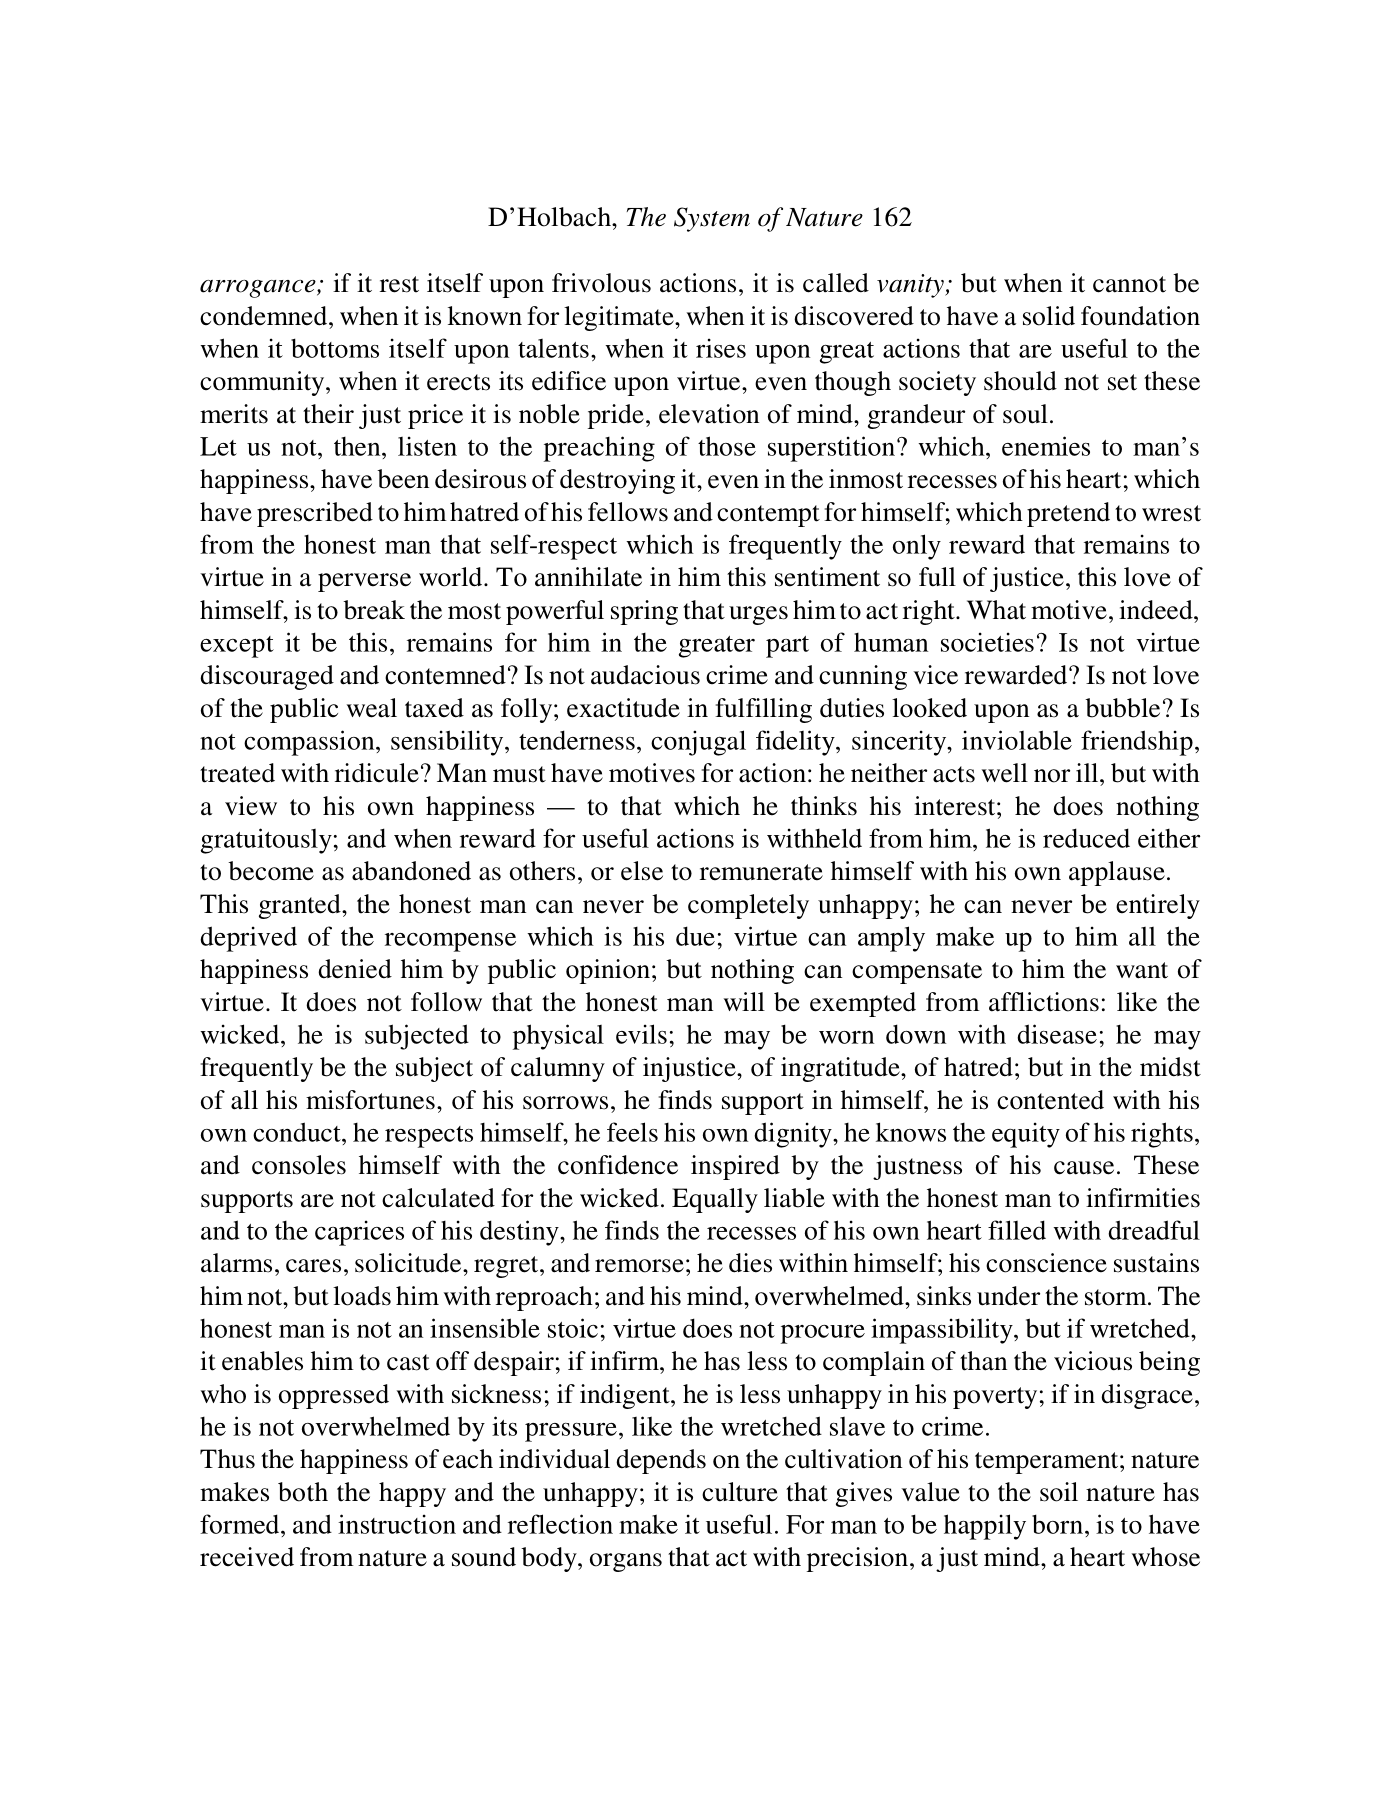 D’Holbach, The System of Nature 162
arrogance; if it rest itself upon frivolous actions, it is called vanity; but when it cannot be
condemned, when it is known for legitimate, when it is discovered to have a solid foundation
when it bottoms itself upon talents, when it rises upon great actions that are useful to the
community, when it erects its edifice upon virtue, even though society should not set these
merits at their just price it is noble pride, elevation of mind, grandeur of soul.
Let us not, then, listen to the preaching of those superstition? which, enemies to man’s
happiness, have been desirous of destroying it, even in the inmost recesses of his heart; which
have prescribed to him hatred of his fellows and contempt for himself; which pretend to wrest
from the honest man that self-respect which is frequently the only reward that remains to
virtue in a perverse world. To annihilate in him this sentiment so full of justice, this love of
himself, is to break the most powerful spring that urges him to act right. What motive, indeed,
except it be this, remains for him in the greater part of human societies? Is not virtue
discouraged and contemned? Is not audacious crime and cunning vice rewarded? Is not love
of the public weal taxed as folly; exactitude in fulfilling duties looked upon as a bubble? Is
not compassion, sensibility, tenderness, conjugal fidelity, sincerity, inviolable friendship,
treated with ridicule? Man must have motives for action: he neither acts well nor ill, but with
a view to his own happiness — to that which he thinks his interest; he does nothing
gratuitously; and when reward for useful actions is withheld from him, he is reduced either
to become as abandoned as others, or else to remunerate himself with his own applause.
This granted, the honest man can never be completely unhappy; he can never be entirely
deprived of the recompense which is his due; virtue can amply make up to him all the
happiness denied him by public opinion; but nothing can compensate to him the want of
virtue. It does not follow that the honest man will be exempted from afflictions: like the
wicked, he is subjected to physical evils; he may be worn down with disease; he may
frequently be the subject of calumny of injustice, of ingratitude, of hatred; but in the midst
of all his misfortunes, of his sorrows, he finds support in himself, he is contented with his
own conduct, he respects himself, he feels his own dignity, he knows the equity of his rights,
and consoles himself with the confidence inspired by the justness of his cause. These
supports are not calculated for the wicked. Equally liable with the honest man to infirmities
and to the caprices of his destiny, he finds the recesses of his own heart filled with dreadful
alarms, cares, solicitude, regret, and remorse; he dies within himself; his conscience sustains
him not, but loads him with reproach; and his mind, overwhelmed, sinks under the storm. The
honest man is not an insensible stoic; virtue does not procure impassibility, but if wretched,
it enables him to cast off despair; if infirm, he has less to complain of than the vicious being
who is oppressed with sickness; if indigent, he is less unhappy in his poverty; if in disgrace,
he is not overwhelmed by its pressure, like the wretched slave to crime.
Thus the happiness of each individual depends on the cultivation of his temperament; nature
makes both the happy and the unhappy; it is culture that gives value to the soil nature has
formed, and instruction and reflection make it useful. For man to be happily born, is to have
received from nature a sound body, organs that act with precision, a just mind, a heart whose